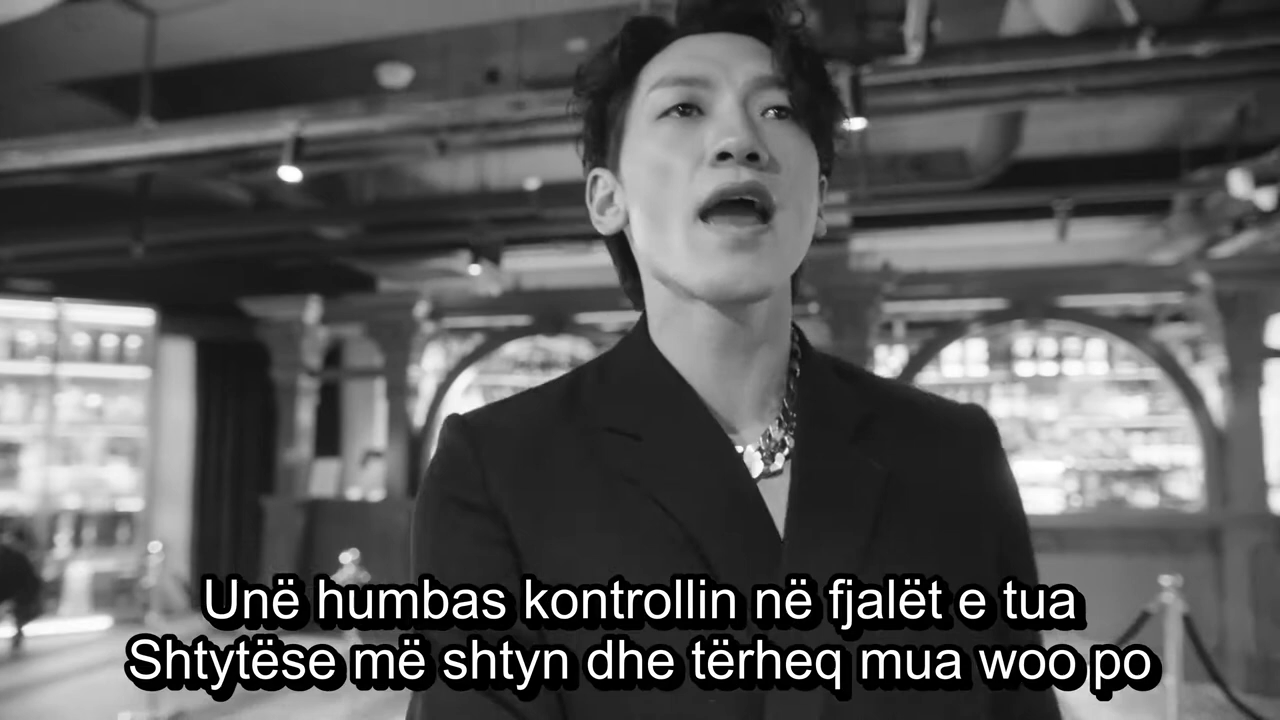 Unë humbas kontrollin në fjalët e tua
Shtytëse më shtyn dhe tërheq mua woo po